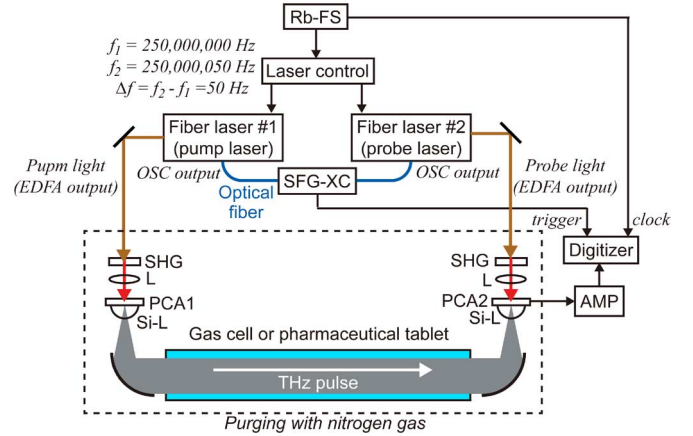 Rb-FS
f1 = 250,000,000 Hz
f2 = 250,000,050 Hz
Δf = f2 - f1 =50 Hz
Laser control
Fiber laser #1
(pump laser)
Fiber laser #2
(probe laser)
Pupm light
(EDFA output)
OSC output
SFG-XC
OSC output
Probe light
(EDFA output)
Optical
fiber
trigger
clock
Digitizer
SHG
L
PCA1
Si-L
SHG
L
PCA2
Si-L
AMP
Gas cell or pharmaceutical tablet
THz pulse
Purging with nitrogen gas